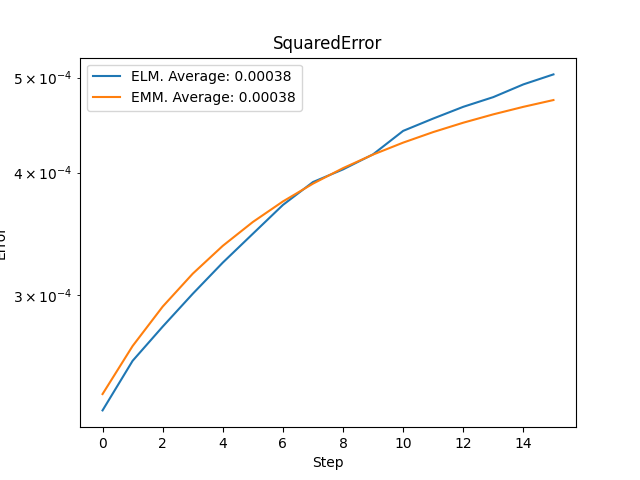 SquaredError
ELM. Average: 0.00038
EMM. Average: 0.00038
5 × 10⁻⁴
4 × 10⁻⁴
3 × 10⁻⁴
Error
0 2 4 6 8 10 12 14
Step